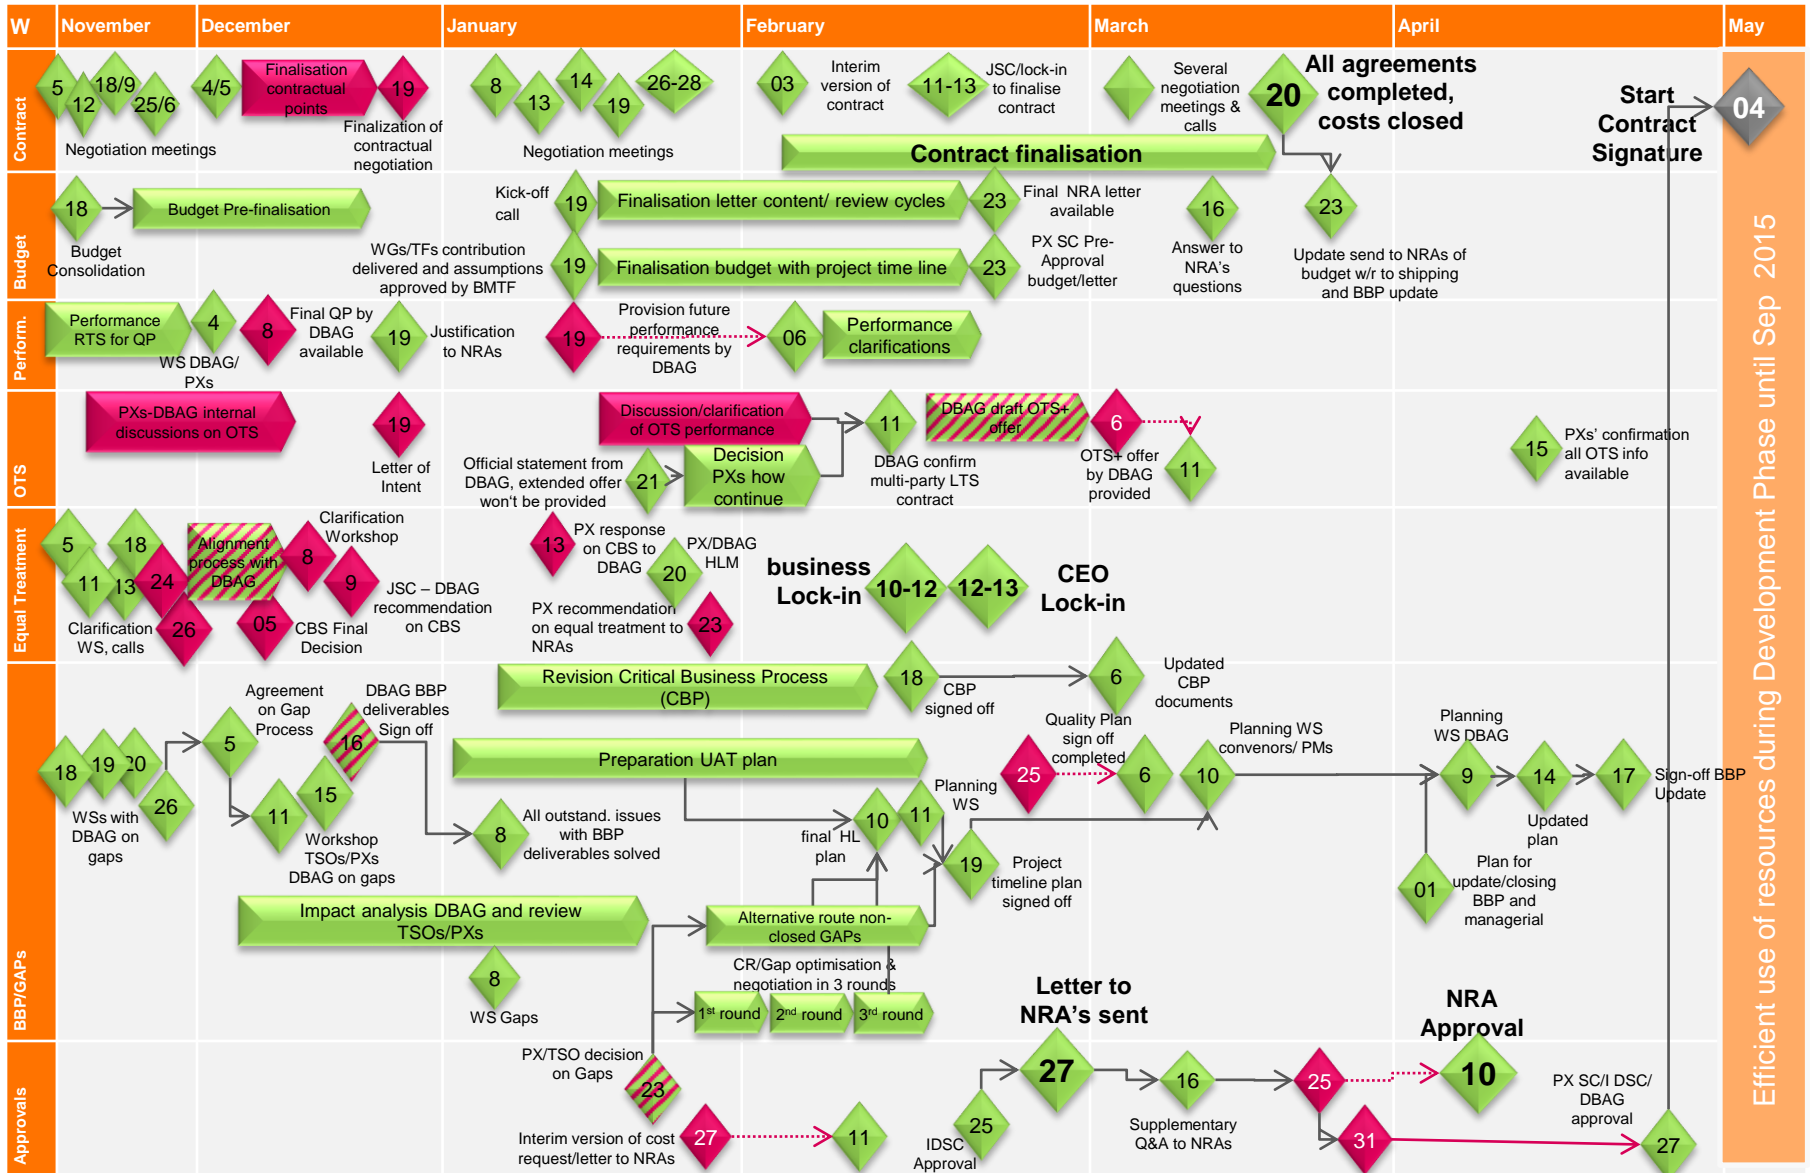 W
November
December
January
February
March
April
May
Contract
5
12
18/9
25/6
Negotiation meetings
4/5
Finalisation
contractual
points
19
Finalization of
contractual
negotiation
8
13
14
19
26-28
Negotiation meetings
03
Interim
version of
contract
11-13
JSC/lock-in
to finalise
contract
Several
negotiation
meetings &
calls
20
All agreements
completed,
costs closed
Contract finalisation
Start
Contract
Signature
04
Budget
18
Budget
Consolidation
Budget Pre-finalisation
Kick-off
call
19
Finalisation letter content/ review cycles
23
Final NRA letter
available
WGs/TFs contribution
delivered and assumptions
approved by BMTF
19
Finalisation budget with project time line
23
PX SC Pre-
Approval
budget/letter
16
Answer to
NRA's
questions
23
Update send to NRAs of
budget w/r to shipping
and BBP update
Perform.
Performance
RTS for QP
4
WS DBAG/
PXs
8
Final QP by
DBAG
available
19
Justification
to NRAs
19
Provision future
performance
requirements by
DBAG
06
Performance
clarifications
OTS
PXs-DBAG internal
discussions on OTS
19
Letter of
Intent
Discussion/clarification
of OTS performance
Official statement from
DBAG, extended offer
won't be provided
21
Decision
PXs how
continue
11
DBAG confirm
multi-party LTS
contract
DBAG draft OTS+
offer
6
OTS+ offer
by DBAG
provided
11
15
PXs' confirmation
all OTS info
available
Equal Treatment
5
11
18
13
24
26
Clarification
WS, calls
Alignment
process with
DBAG
8
Clarification
Workshop
9
JSC – DBAG
recommendation
on CBS
05
CBS Final
Decision
13
PX response
on CBS to
DBAG
20
PX/DBAG
HLM
PX recommendation
on equal treatment to
NRAs
23
business
Lock-in
10-12
12-13
CEO
Lock-in
BBP/GAPs
Revision Critical Business Process
(CBP)
18
CBP
signed off
6
Updated
CBP
documents
18
19
20
26
WSs with
DBAG on
gaps
5
Agreement
on Gap
Process
11
15
Workshop
TSOs/PXs
DBAG on gaps
16
DBAG BBP
deliverables
Sign off
Preparation UAT plan
8
All outstand. issues
with BBP
deliverables solved
10
final HL
plan
11
Planning
WS
19
Project
timeline plan
signed off
25
Quality Plan
sign off
completed
6
10
Planning WS
convenors/ PMs
Planning
WS DBAG
9
14
Updated
plan
17
Sign-off BBP
Update
01
Plan for
update/closing
BBP and
managerial
Impact analysis DBAG and review
TSOs/PXs
8
WS Gaps
Alternative route non-
closed GAPs
CR/Gap optimisation &
negotiation in 3 rounds
1st round
2nd round
3rd round
Approvals
PX/TSO decision
on Gaps
23
Interim version of cost
request/letter to NRAs
27
11
25
IDSC
Approval
Letter to
NRA's sent
27
16
Supplementary
Q&A to NRAs
25
31
NRA
Approval
10
PX SC/I DSC/
DBAG
approval
27
Efficient use of resources during Development Phase until Sep 2015